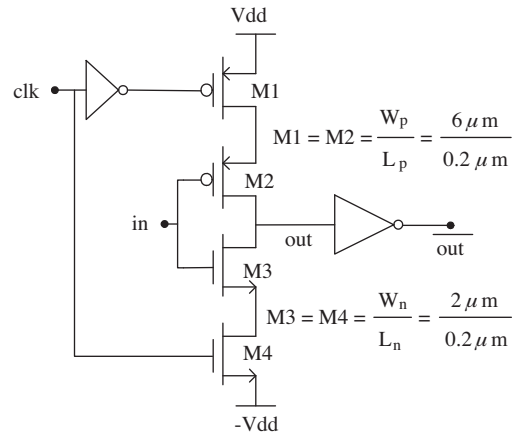 Vdd
clk
M1
M1 = M2 = Wp / Lp = 6 μm / 0.2 μm
M2
in
out
out
M3
M3 = M4 = Wn / Ln = 2 μm / 0.2 μm
M4
-Vdd